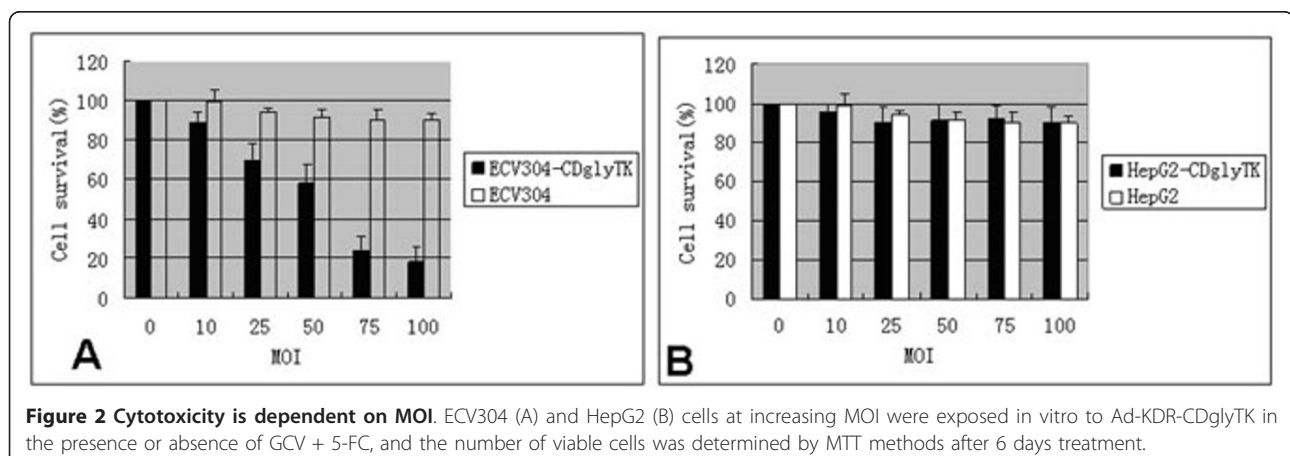 120
100
80
60
40
20
0
Cell survival(%)
0 10 25 50 75 100
MOI
A
ECV304-CDglyTK
ECV304
120
100
80
60
40
20
0
Cell survival(%)
0 10 25 50 75 100
MOI
B
HepG2-CDglyTK
HepG2
Figure 2 Cytotoxicity is dependent on MOI. ECV304 (A) and HepG2 (B) cells at increasing MOI were exposed in vitro to Ad-KDR-CDglyTK in
the presence or absence of GCV + 5-FC, and the number of viable cells was determined by MTT methods after 6 days treatment.